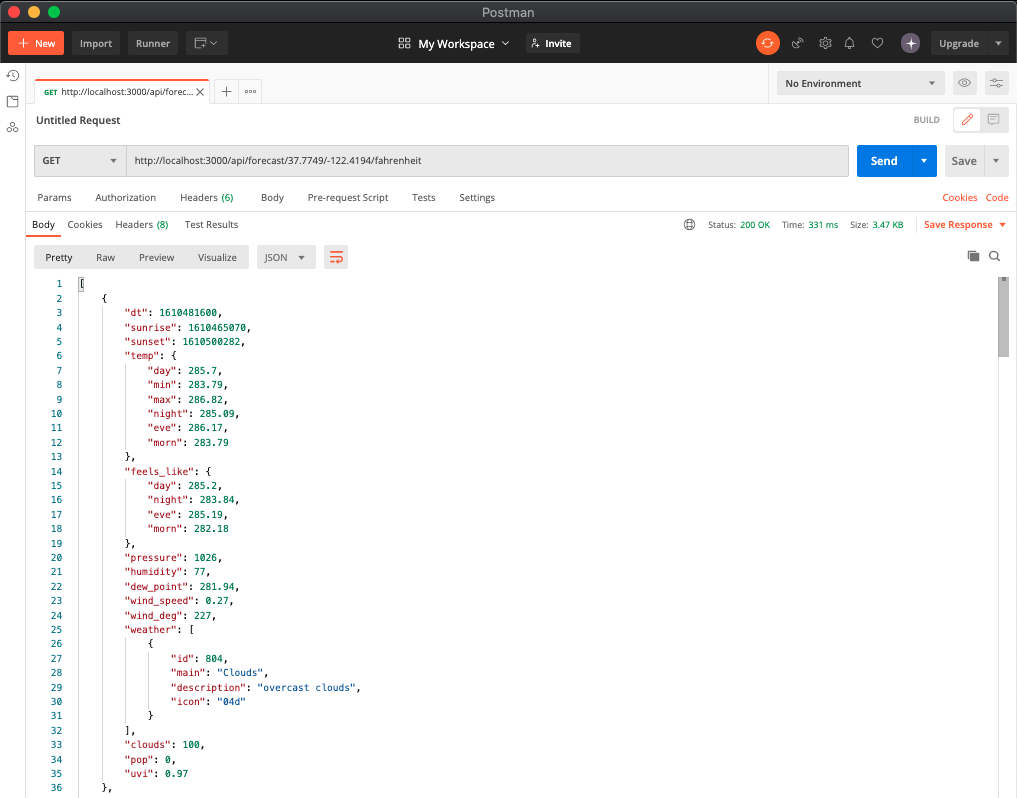 Postman
+ New Import Runner My Workspace Invite Upgrade
GET http://localhost:3000/api/forec... No Environment
Untitled Request BUILD
GET http://localhost:3000/api/forecast/37.7749/-122.4194/fahrenheit Send Save
Params Authorization Headers (6) Body Pre-request Script Tests Settings Cookies Code
Body Cookies Headers (8) Test Results Status: 200 OK Time: 331 ms Size: 3.47 KB Save Response
Pretty Raw Preview Visualize JSON
1 [
2 {
3 "dt": 1610481600,
4 "sunrise": 1610465070,
5 "sunset": 1610500282,
6 "temp": {
7 "day": 285.7,
8 "min": 283.79,
9 "max": 286.82,
10 "night": 285.09,
11 "eve": 286.17,
12 "morn": 283.79
13 },
14 "feels_like": {
15 "day": 285.2,
16 "night": 283.84,
17 "eve": 285.19,
18 "morn": 282.18
19 },
20 "pressure": 1026,
21 "humidity": 77,
22 "dew_point": 281.94,
23 "wind_speed": 0.27,
24 "wind_deg": 227,
25 "weather": [
26 {
27 "id": 804,
28 "main": "Clouds",
29 "description": "overcast clouds",
30 "icon": "04d"
31 }
32 ],
33 "clouds": 100,
34 "pop": 0,
35 "uvi": 0.97
36 },